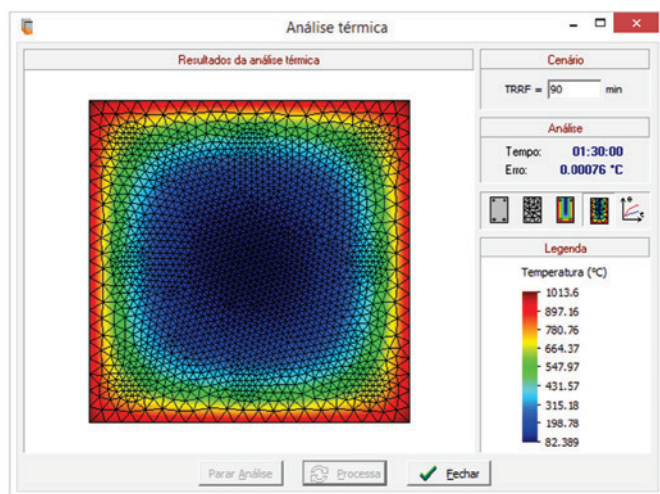 Análise térmica
Resultados da análise térmica
Cenário
TRRF = 90 min
Análise
Tempo: 01:30:00
Erro: 0.00076 °C
Legenda
Temperatura (ºC)
1013.6
897.16
780.76
664.37
547.97
431.57
315.18
198.78
82.389
Parar Análise
Processa
Fechar